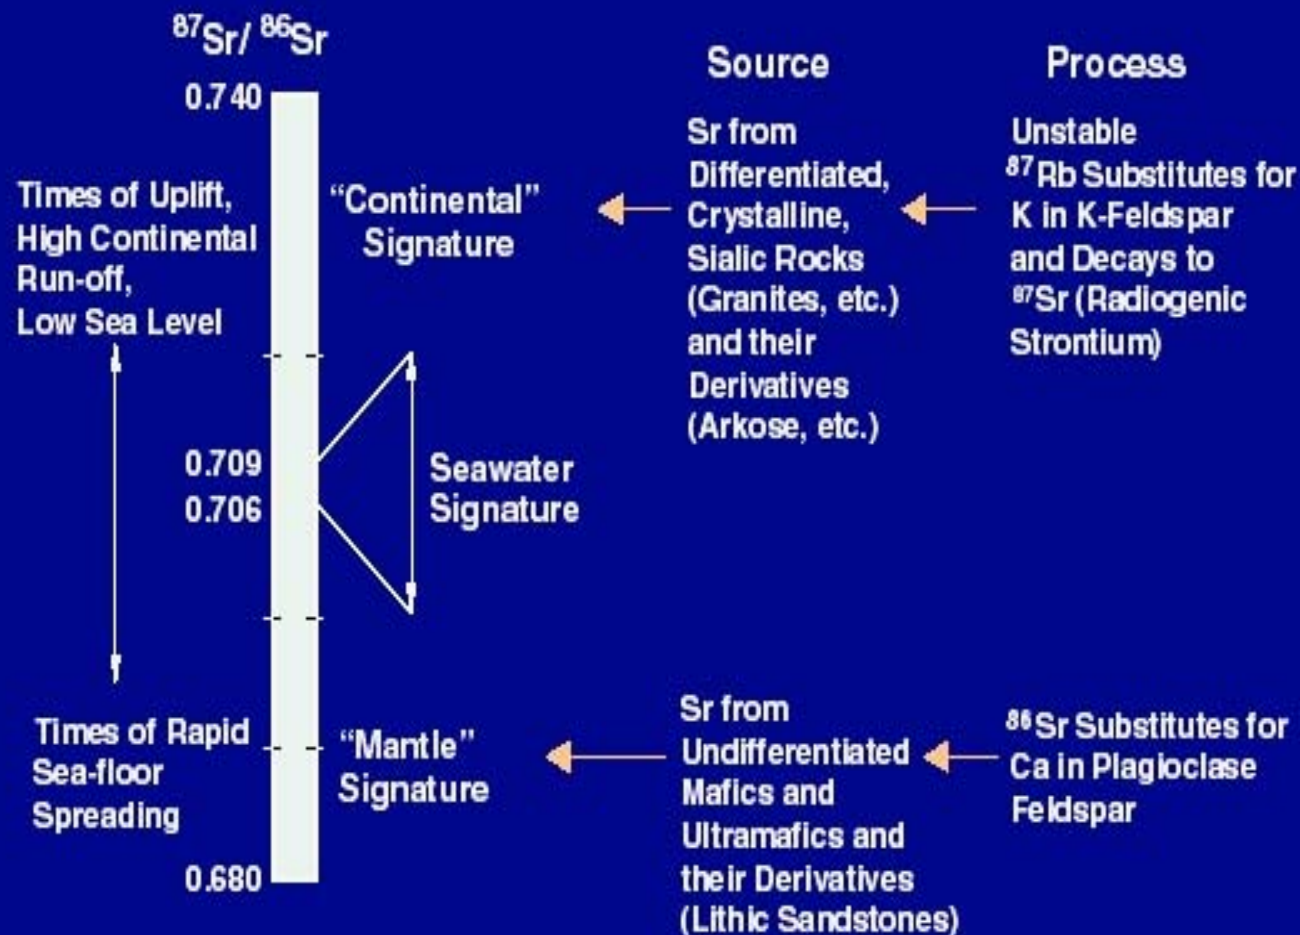 ⁸⁷Sr/ ⁸⁶Sr
Source
Process
0.740
Times of Uplift,
High Continental
Run-off,
Low Sea Level
“Continental”
Signature
Sr from
Differentiated,
Crystalline,
Sialic Rocks
(Granites, etc.)
and their
Derivatives
(Arkose, etc.)
Unstable
⁸⁷Rb Substitutes for
K in K-Feldspar
and Decays to
⁸⁷Sr (Radiogenic
Strontium)
0.709
0.706
Seawater
Signature
Times of Rapid
Sea-floor
Spreading
“Mantle”
Signature
Sr from
Undifferentiated
Mafics and
Ultramafics and
their Derivatives
(Lithic Sandstones)
⁸⁶Sr Substitutes for
Ca in Plagioclase
Feldspar
0.680